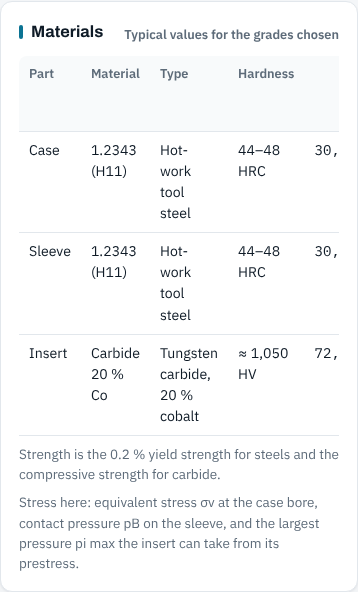 Materials Typical values for the grades chosen
Part Material Type Hardness
Case 1.2343 Hot- 44–48 30,
(H11) work HRC
tool
steel
Sleeve 1.2343 Hot- 44–48 30,
(H11) work HRC
tool
steel
Insert Carbide Tungsten ≈ 1,050 72,
20 % carbide, HV
Co 20 %
cobalt
Strength is the 0.2 % yield strength for steels and the
compressive strength for carbide.
Stress here: equivalent stress σv at the case bore,
contact pressure pB on the sleeve, and the largest
pressure pi max the insert can take from its
prestress.